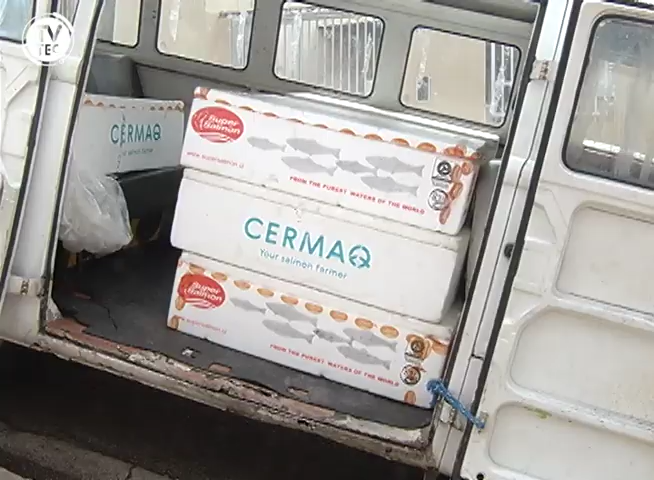 TV
TEC
CERMAQ
Super
Salmon
FROM THE PUREST WATERS OF THE WORLD
CERMAQ
Your salmon farmer
Super
Salmon
FROM THE PUREST WATERS OF THE WORLD